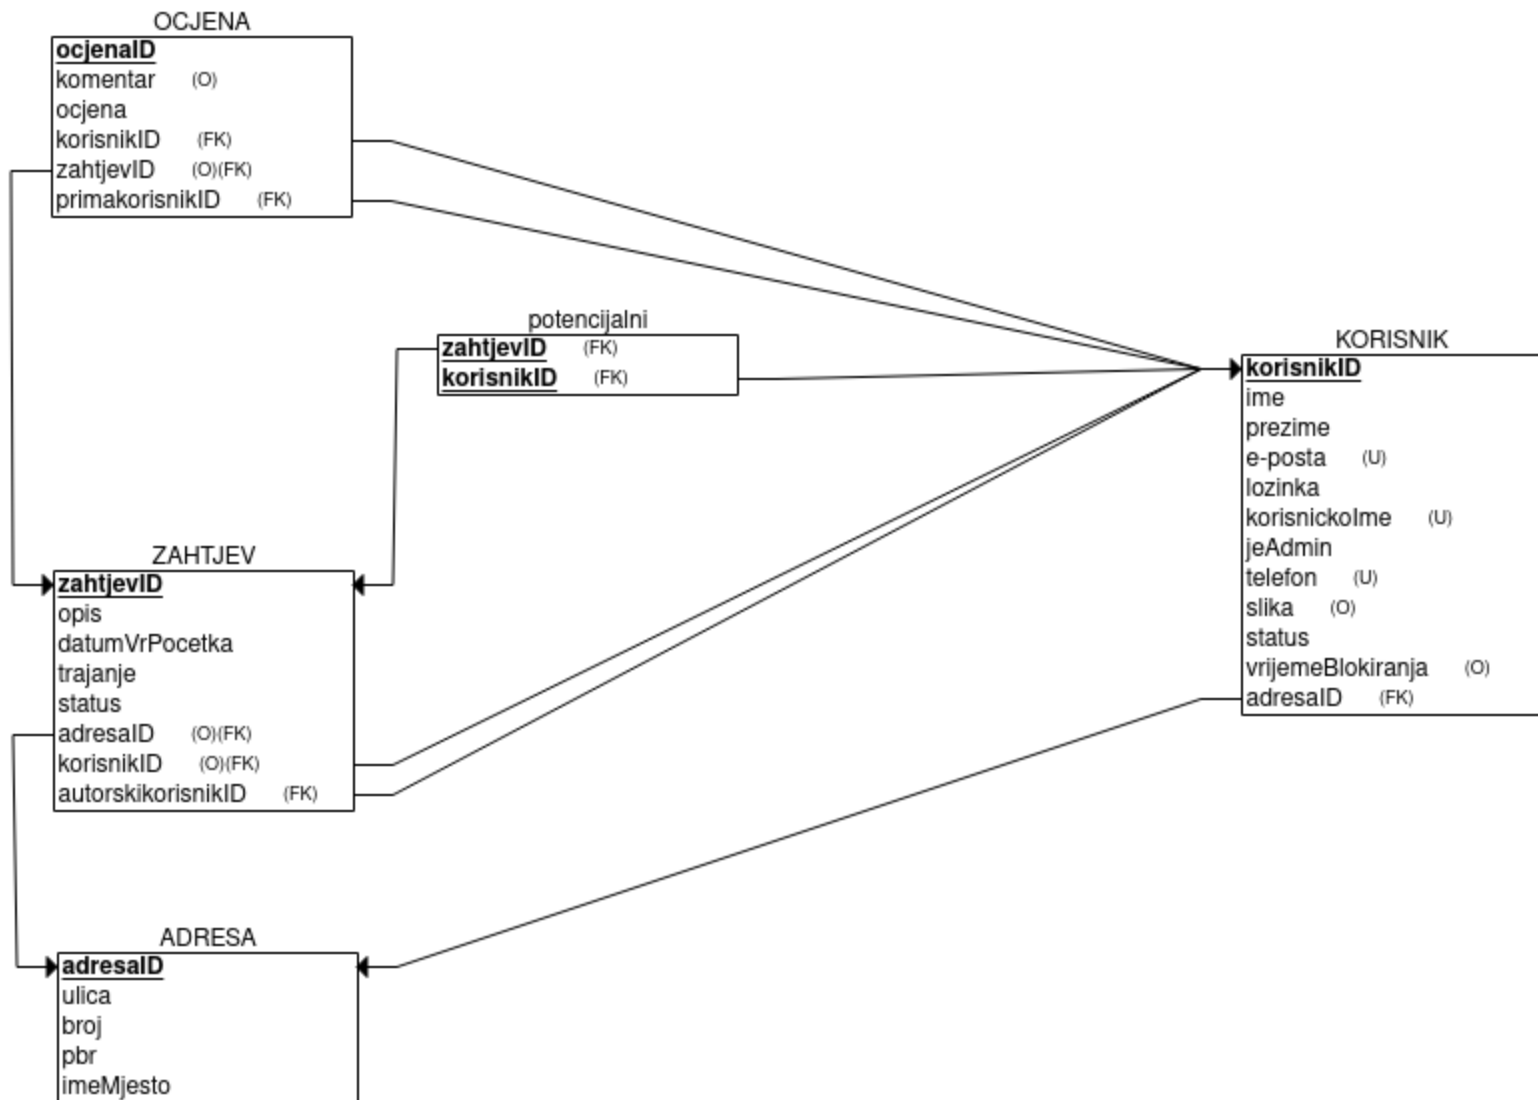 OCJENA
ocjenaID
komentar (O)
ocjena
korisnikID (FK)
zahtjevID (O)(FK)
primakorisnikID (FK)
potencijalni
zahtjevID (FK)
korisnikID (FK)
KORISNIK
korisnikID
ime
prezime
e-posta (U)
lozinka
korisnickoIme (U)
jeAdmin
telefon (U)
slika (O)
status
vrijemeBlokiranja (O)
adresaID (FK)
ZAHTJEV
zahtjevID
opis
datumVrPocetka
trajanje
status
adresaID (O)(FK)
korisnikID (O)(FK)
autorskikorisnikID (FK)
ADRESA
adresaID
ulica
broj
pbr
imeMjesto